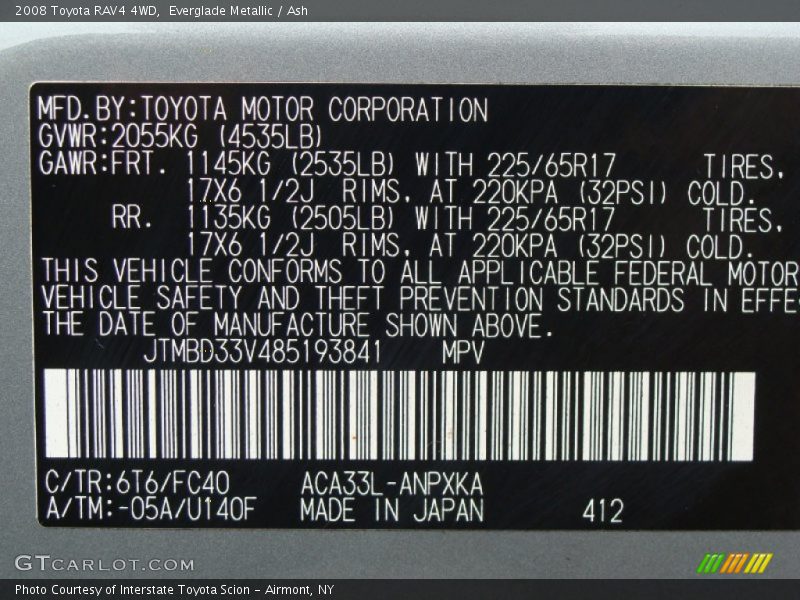 2008 Toyota RAV4 4WD, Everglade Metallic / Ash
MFD.BY:TOYOTA MOTOR CORPORATION
GVWR:2055KG (4535LB)
GAWR:FRT. 1145KG (2535LB) WITH 225/65R17 TIRES,
17X6 1/2J RIMS, AT 220KPA (32PSI) COLD.
RR. 1135KG (2505LB) WITH 225/65R17 TIRES,
17X6 1/2J RIMS, AT 220KPA (32PSI) COLD.
THIS VEHICLE CONFORMS TO ALL APPLICABLE FEDERAL MOTOR
VEHICLE SAFETY AND THEFT PREVENTION STANDARDS IN EFFE
THE DATE OF MANUFACTURE SHOWN ABOVE.
JTMBD33V485193841 MPV
C/TR:6T6/FC40 ACA33L-ANPXKA
A/TM:-05A/U140F MADE IN JAPAN 412
GTCARLOT.COM
Photo Courtesy of Interstate Toyota Scion - Airmont, NY